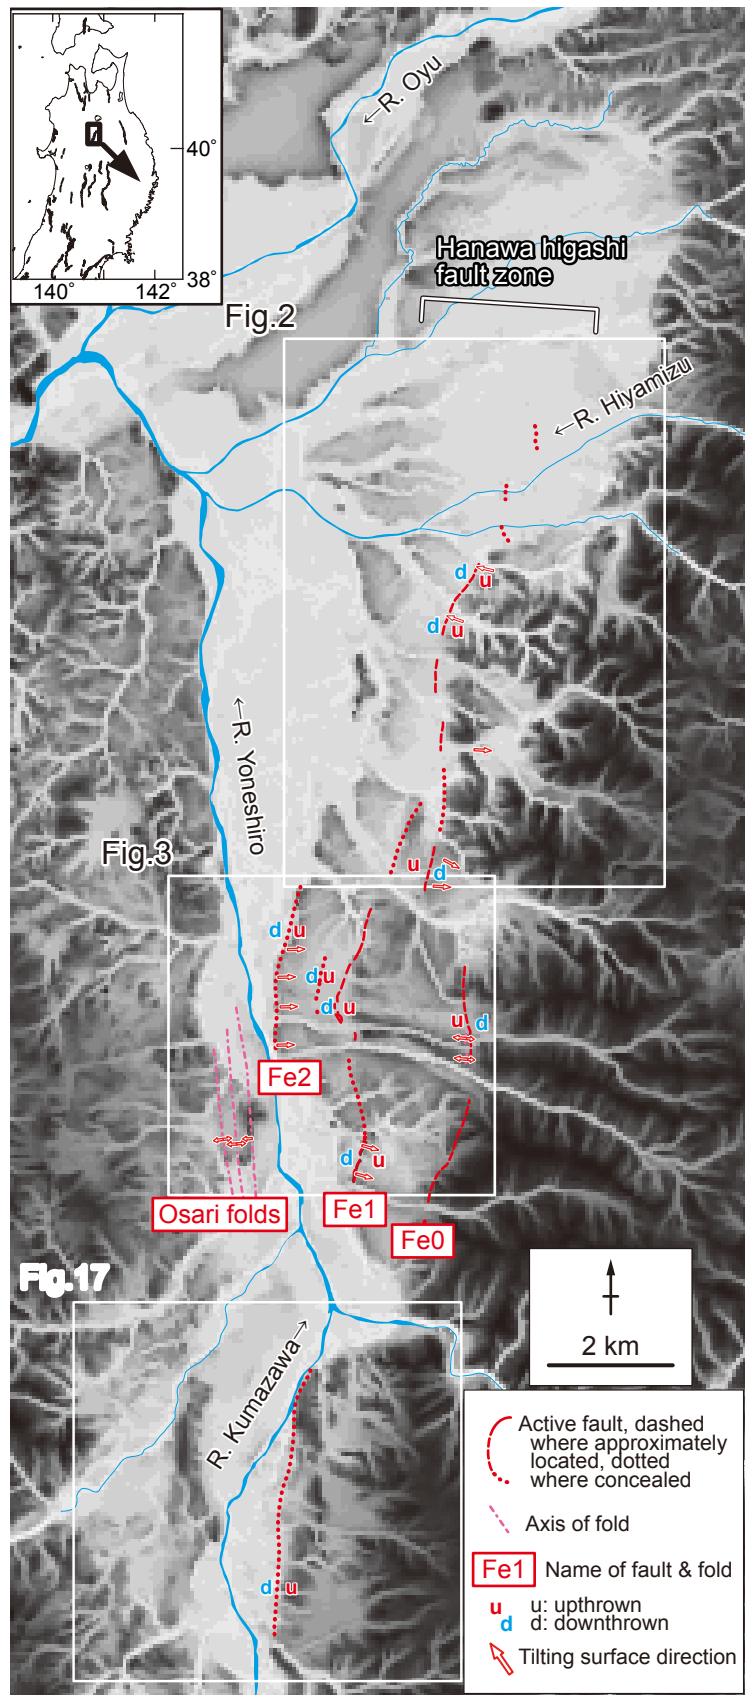 40°
38°
140°
142°
←R. Oyu
Hanawa higashi
fault zone
Fig.2
←R. Hiyamizu
d
u
d
u
←R. Yoneshiro
Fig.3
u
d
d
u
d u
d u
u
d
Fe2
d
u
Osari folds
Fe1
Fe0
Fig.17
2 km
R. Kumazawa→
d u
Active fault, dashed
where approximately
located, dotted
where concealed
Axis of fold
Fe1 Name of fault & fold
u u: upthrown
d d: downthrown
Tilting surface direction